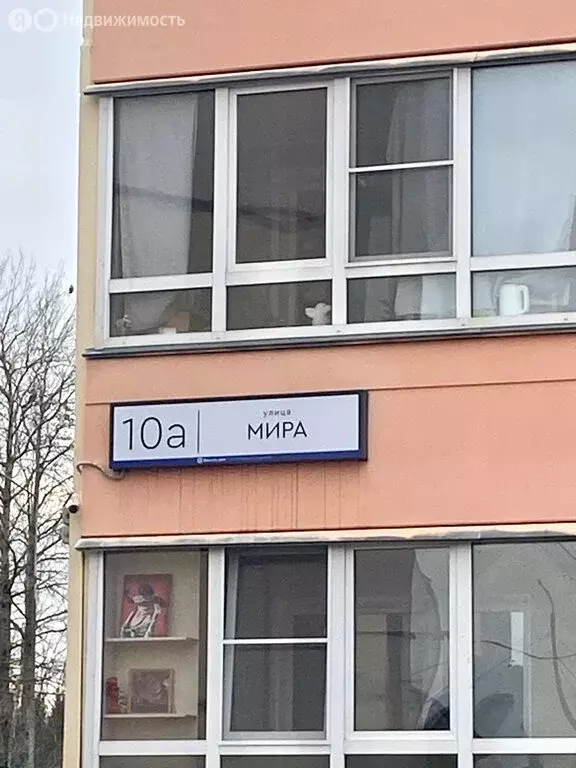 Я Недвижимость
10а
улица
МИРА